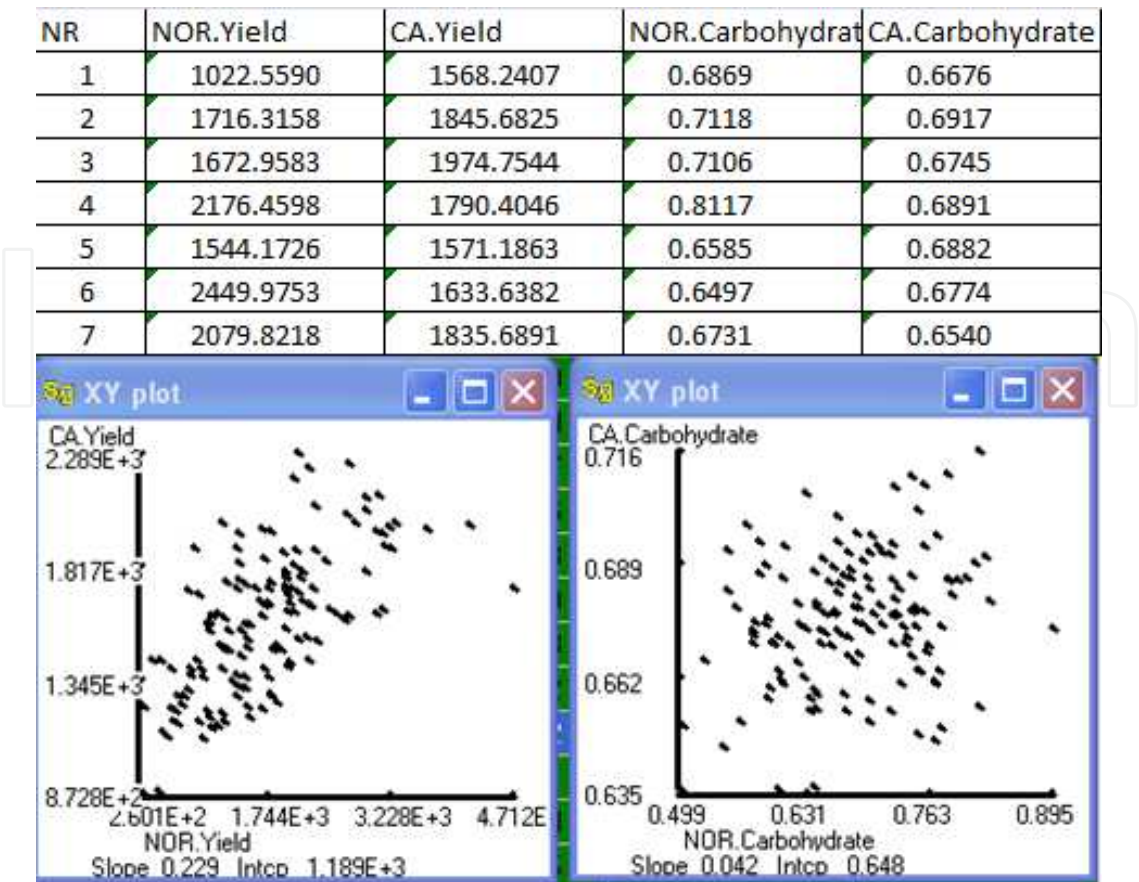 NR NOR.Yield CA.Yield NOR.Carbohydrat CA.Carbohydrate
1 1022.5590 1568.2407 0.6869 0.6676
2 1716.3158 1845.6825 0.7118 0.6917
3 1672.9583 1974.7544 0.7106 0.6745
4 2176.4598 1790.4046 0.8117 0.6891
5 1544.1726 1571.1863 0.6585 0.6882
6 2449.9753 1633.6382 0.6497 0.6774
7 2079.8218 1835.6891 0.6731 0.6540
XY plot
CA.Yield
2.289E+3
1.817E+3
1.345E+3
8.728E+2
2.601E+2 1.744E+3 3.228E+3 4.712E
NOR.Yield
Slope 0.229 Intcp 1.189E+3
XY plot
CA.Carbohydrate
0.716
0.689
0.662
0.635
0.499 0.631 0.763 0.895
NOR.Carbohydrate
Slope 0.042 Intcp 0.648